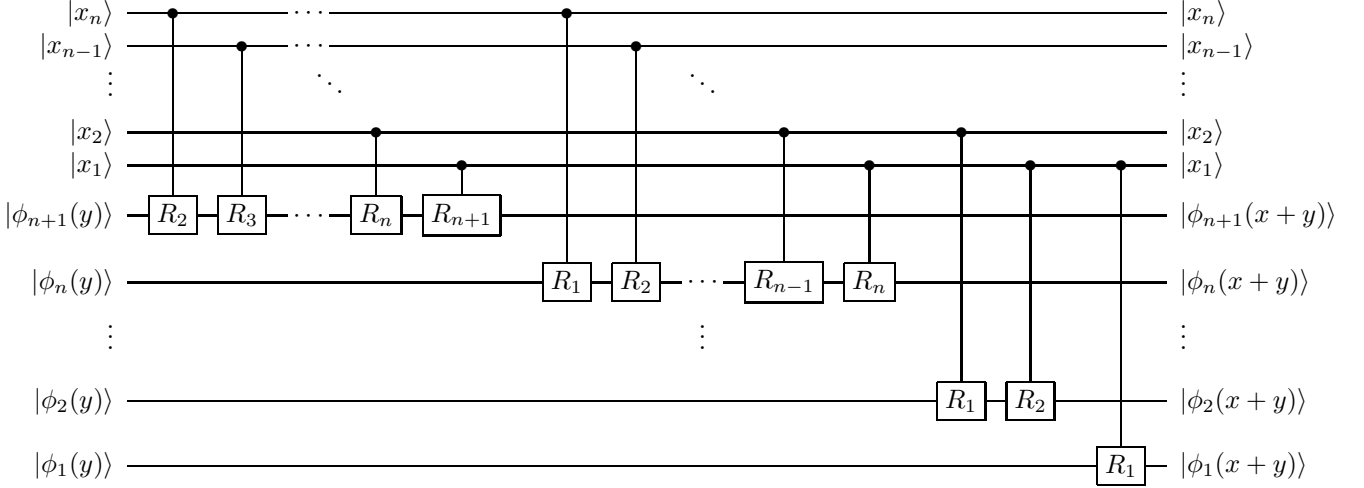 |x_n⟩ ··· |x_n⟩
|x_{n−1}⟩ ··· |x_{n−1}⟩
⋮ ⋱ ⋱ ⋮
|x_2⟩ |x_2⟩
|x_1⟩ |x_1⟩
|ϕ_{n+1}(y)⟩ R_2 R_3 ··· R_n R_{n+1} |ϕ_{n+1}(x + y)⟩
|ϕ_n(y)⟩ R_1 R_2 ··· R_{n−1} R_n |ϕ_n(x + y)⟩
⋮ ⋮ ⋮
|ϕ_2(y)⟩ R_1 R_2 |ϕ_2(x + y)⟩
|ϕ_1(y)⟩ R_1 |ϕ_1(x + y)⟩